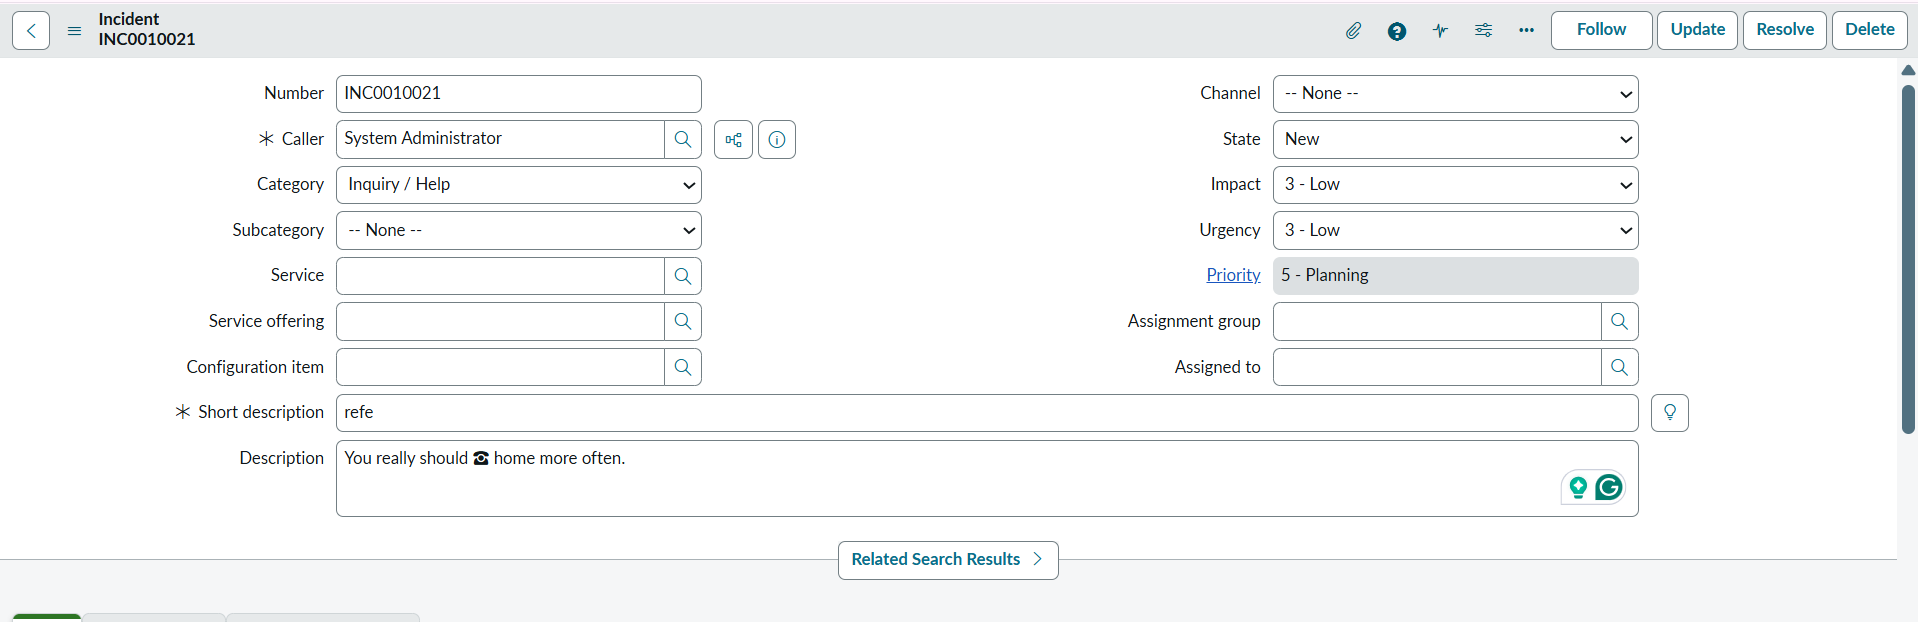 Incident
INC0010021
Follow
Update
Resolve
Delete
Number INC0010021
Channel -- None --
✳ Caller System Administrator
State New
Category Inquiry / Help
Impact 3 - Low
Subcategory -- None --
Urgency 3 - Low
Service
Priority 5 - Planning
Service offering
Assignment group
Configuration item
Assigned to
✳ Short description refe
Description You really should ☎ home more often.
Related Search Results